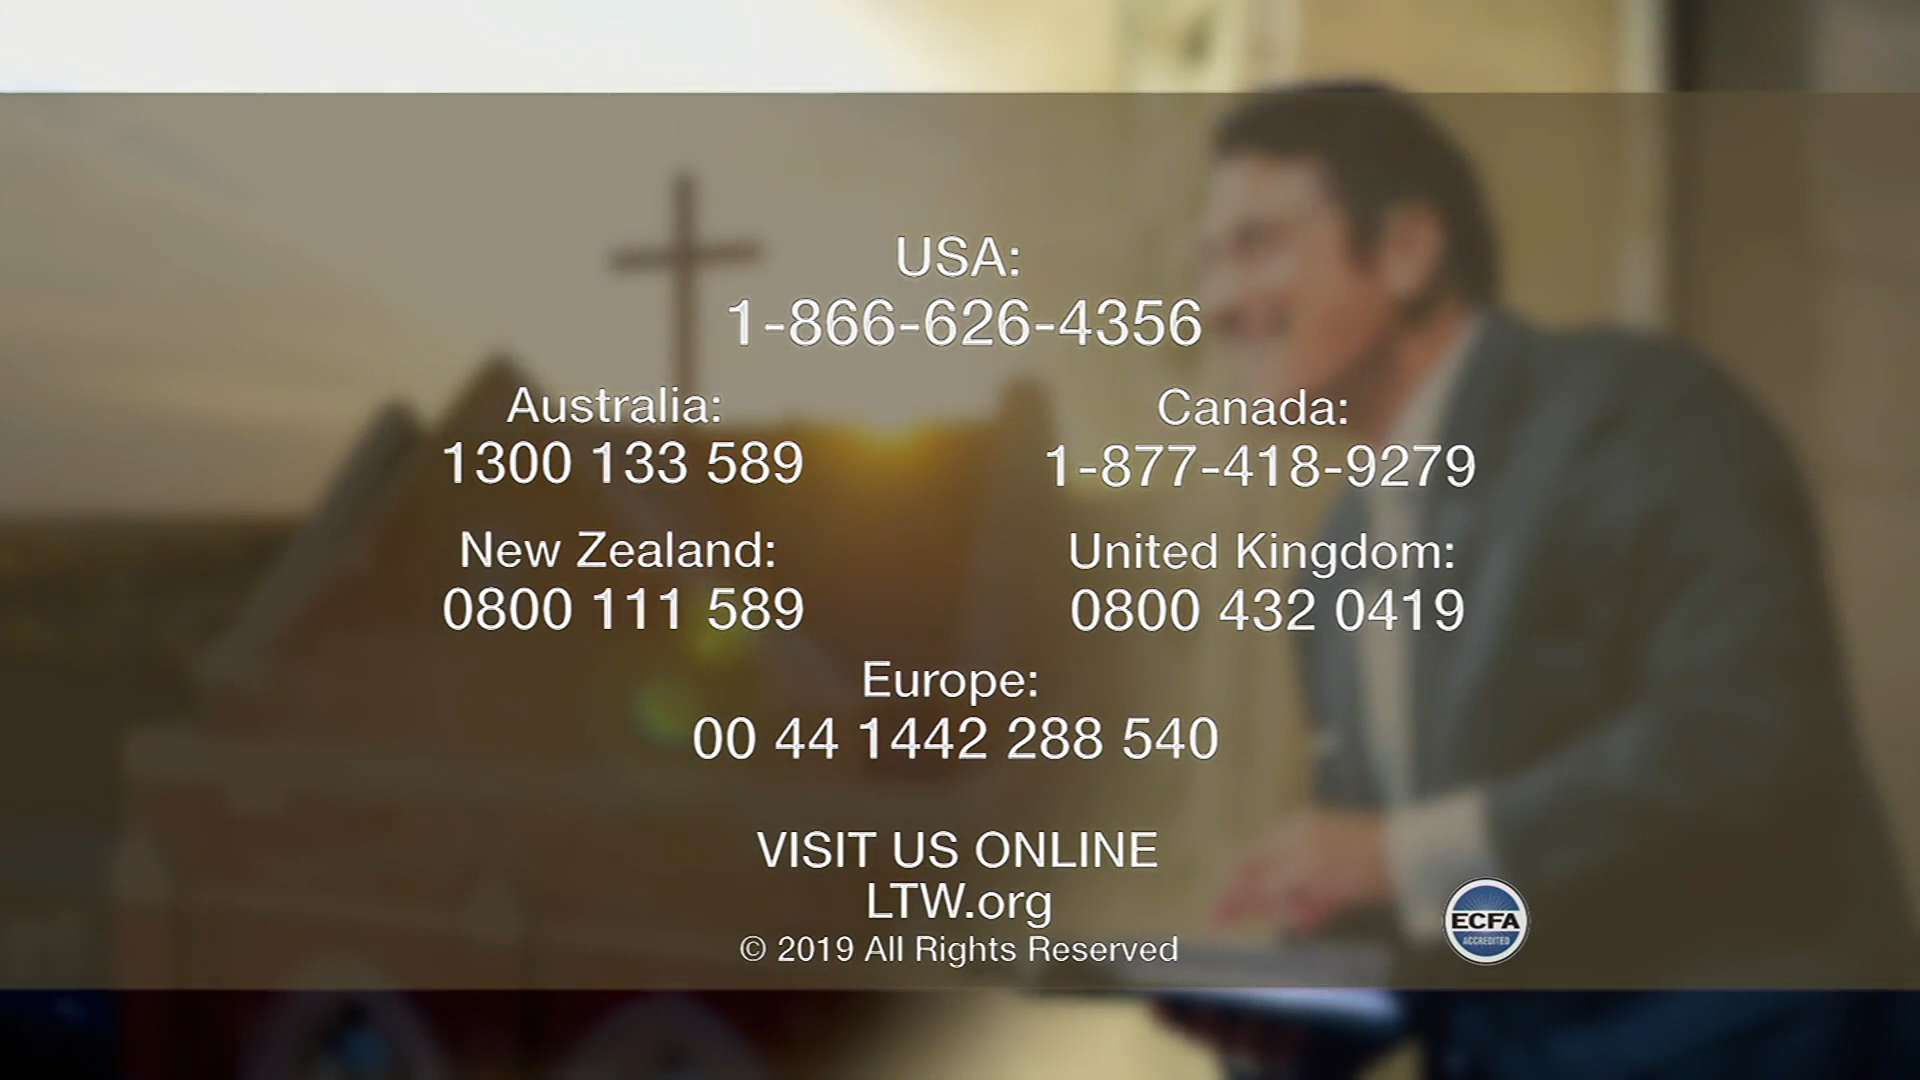 USA:
1-866-626-4356
Australia:
1300 133 589
Canada:
1-877-418-9279
New Zealand:
0800 111 589
United Kingdom:
0800 432 0419
Europe:
00 44 1442 288 540
VISIT US ONLINE
LTW.org
© 2019 All Rights Reserved
ECFA
ACCREDITED